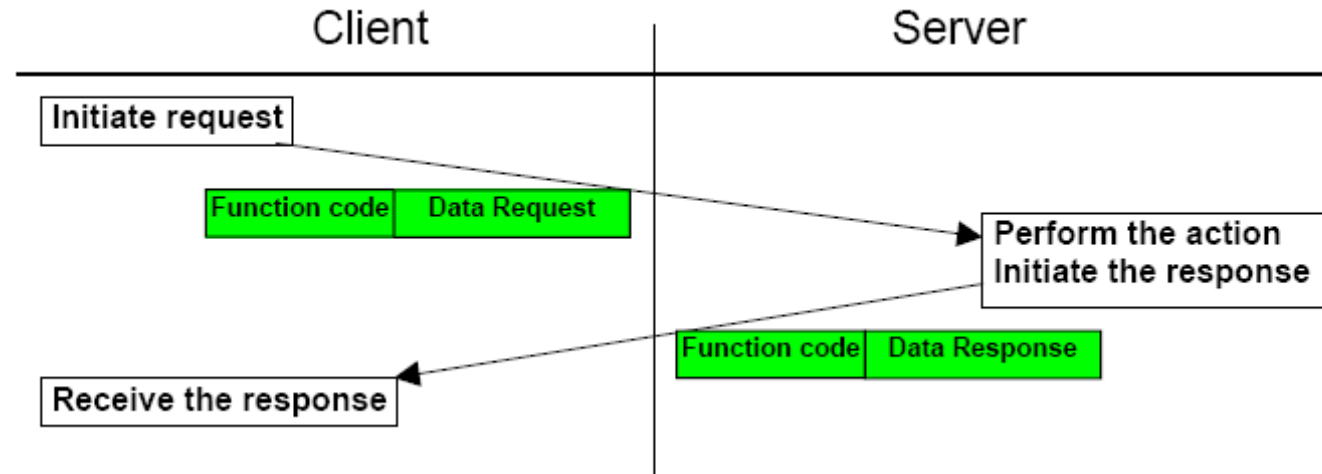 Client
Server
Initiate request
Function code
Data Request
Perform the action
Initiate the response
Function code
Data Response
Receive the response